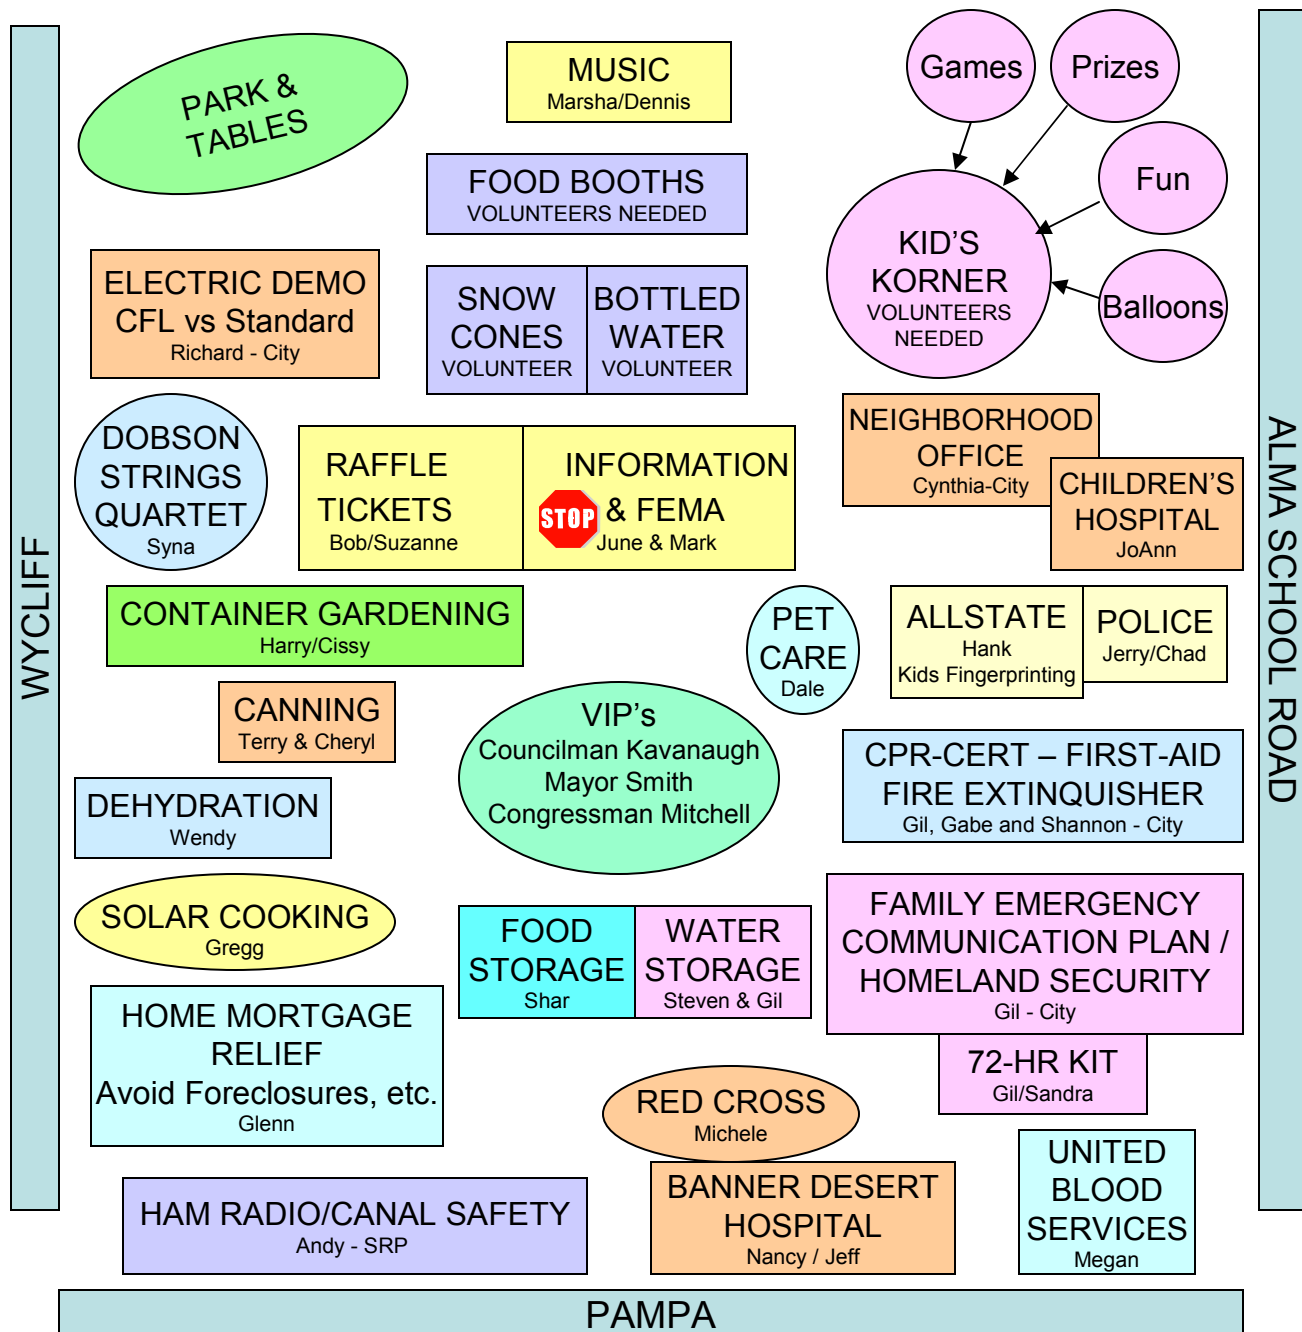 PARK &
TABLES
MUSIC
Marsha/Dennis
Games
Prizes
Fun
Balloons
KID'S
KORNER
VOLUNTEERS
NEEDED
FOOD BOOTHS
VOLUNTEERS NEEDED
ELECTRIC DEMO
CFL vs Standard
Richard - City
SNOW
CONES
VOLUNTEER
BOTTLED
WATER
VOLUNTEER
DOBSON
STRINGS
QUARTET
Syna
RAFFLE
TICKETS
Bob/Suzanne
INFORMATION
STOP & FEMA
June & Mark
NEIGHBORHOOD
OFFICE
Cynthia-City
CHILDREN'S
HOSPITAL
JoAnn
WYCLIFF
ALMA SCHOOL ROAD
CONTAINER GARDENING
Harry/Cissy
PET
CARE
Dale
ALLSTATE
Hank
Kids Fingerprinting
POLICE
Jerry/Chad
CANNING
Terry & Cheryl
VIP's
Councilman Kavanaugh
Mayor Smith
Congressman Mitchell
CPR-CERT – FIRST-AID
FIRE EXTINQUISHER
Gil, Gabe and Shannon - City
DEHYDRATION
Wendy
SOLAR COOKING
Gregg
FOOD
STORAGE
Shar
WATER
STORAGE
Steven & Gil
FAMILY EMERGENCY
COMMUNICATION PLAN /
HOMELAND SECURITY
Gil - City
HOME MORTGAGE
RELIEF
Avoid Foreclosures, etc.
Glenn
72-HR KIT
Gil/Sandra
RED CROSS
Michele
HAM RADIO/CANAL SAFETY
Andy - SRP
BANNER DESERT
HOSPITAL
Nancy / Jeff
UNITED
BLOOD
SERVICES
Megan
PAMPA